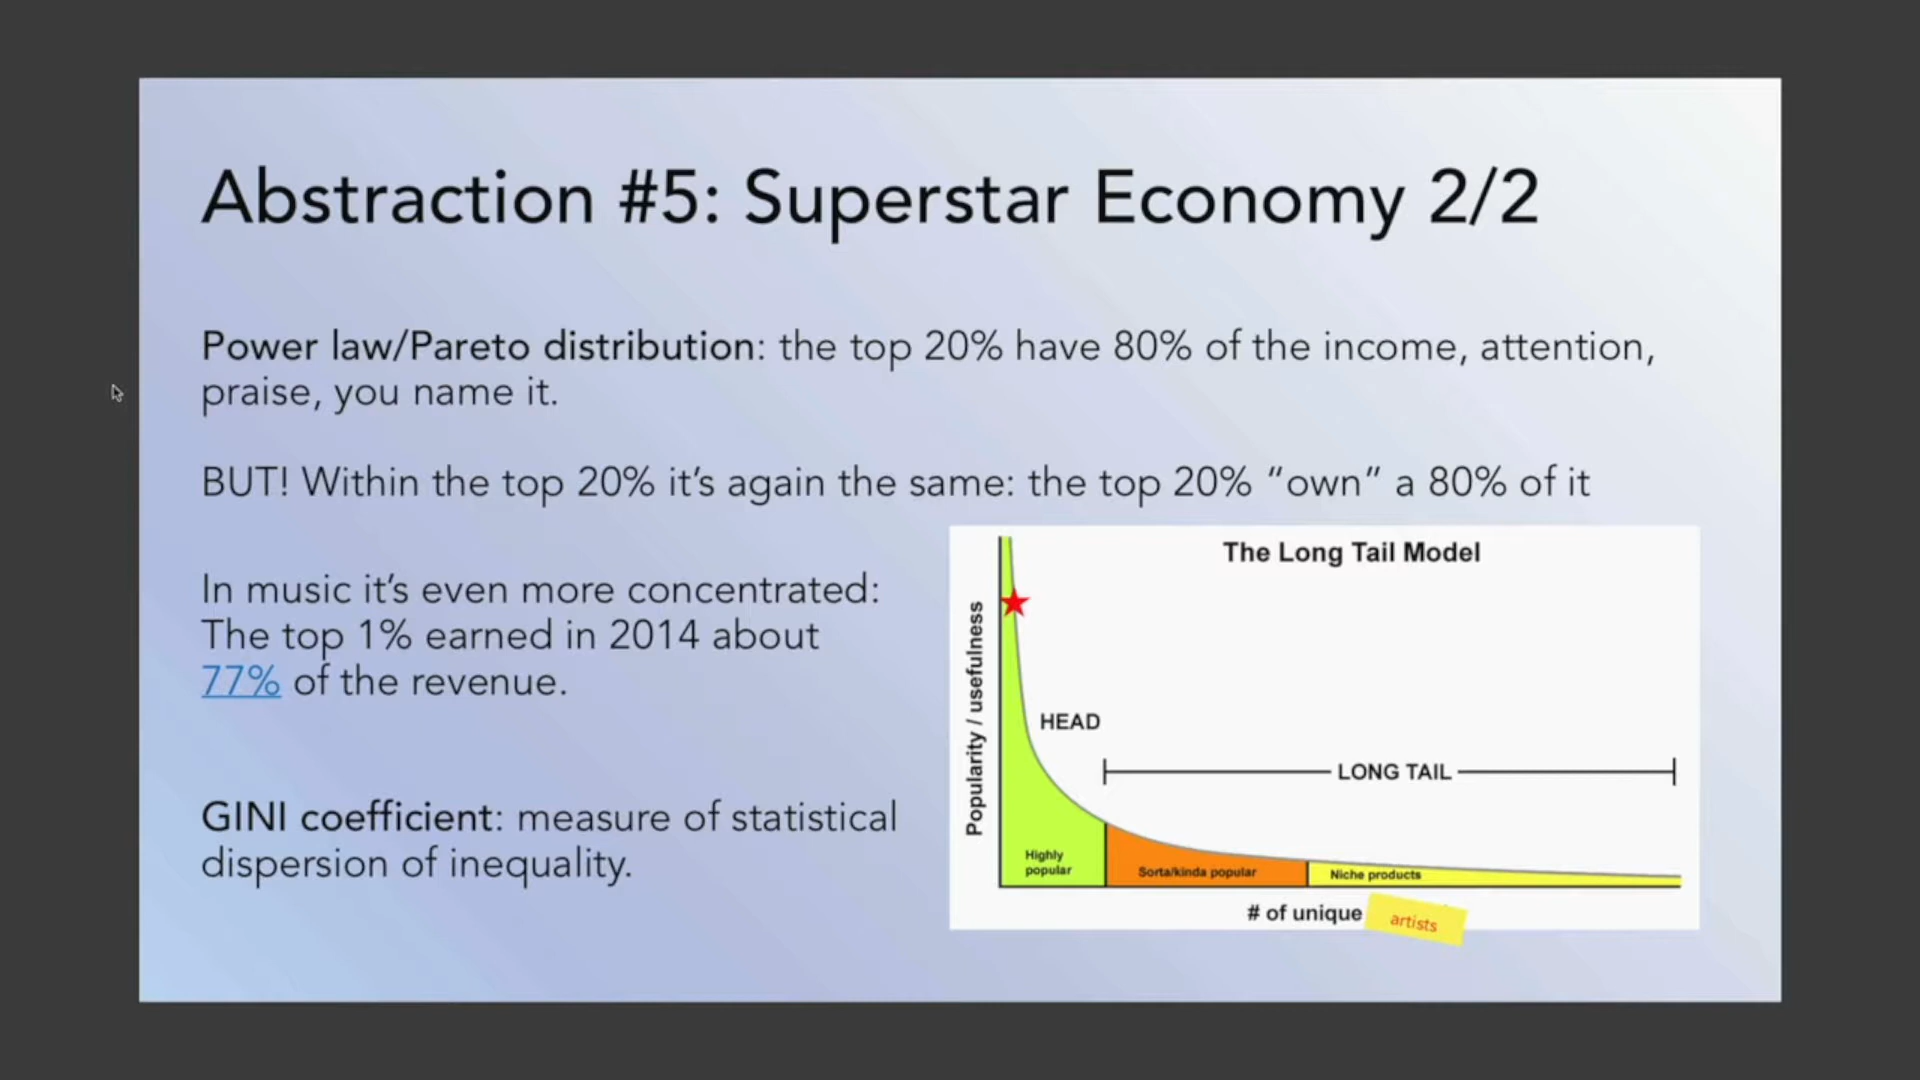 Abstraction #5: Superstar Economy 2/2
Power law/Pareto distribution: the top 20% have 80% of the income, attention,
praise, you name it.
BUT! Within the top 20% it’s again the same: the top 20% “own” a 80% of it
In music it’s even more concentrated:
The top 1% earned in 2014 about
77% of the revenue.
GINI coefficient: measure of statistical
dispersion of inequality.
The Long Tail Model
Popularity / usefulness
HEAD
LONG TAIL
Highly
popular
Sorta/kinda popular
Niche products
# of unique artists